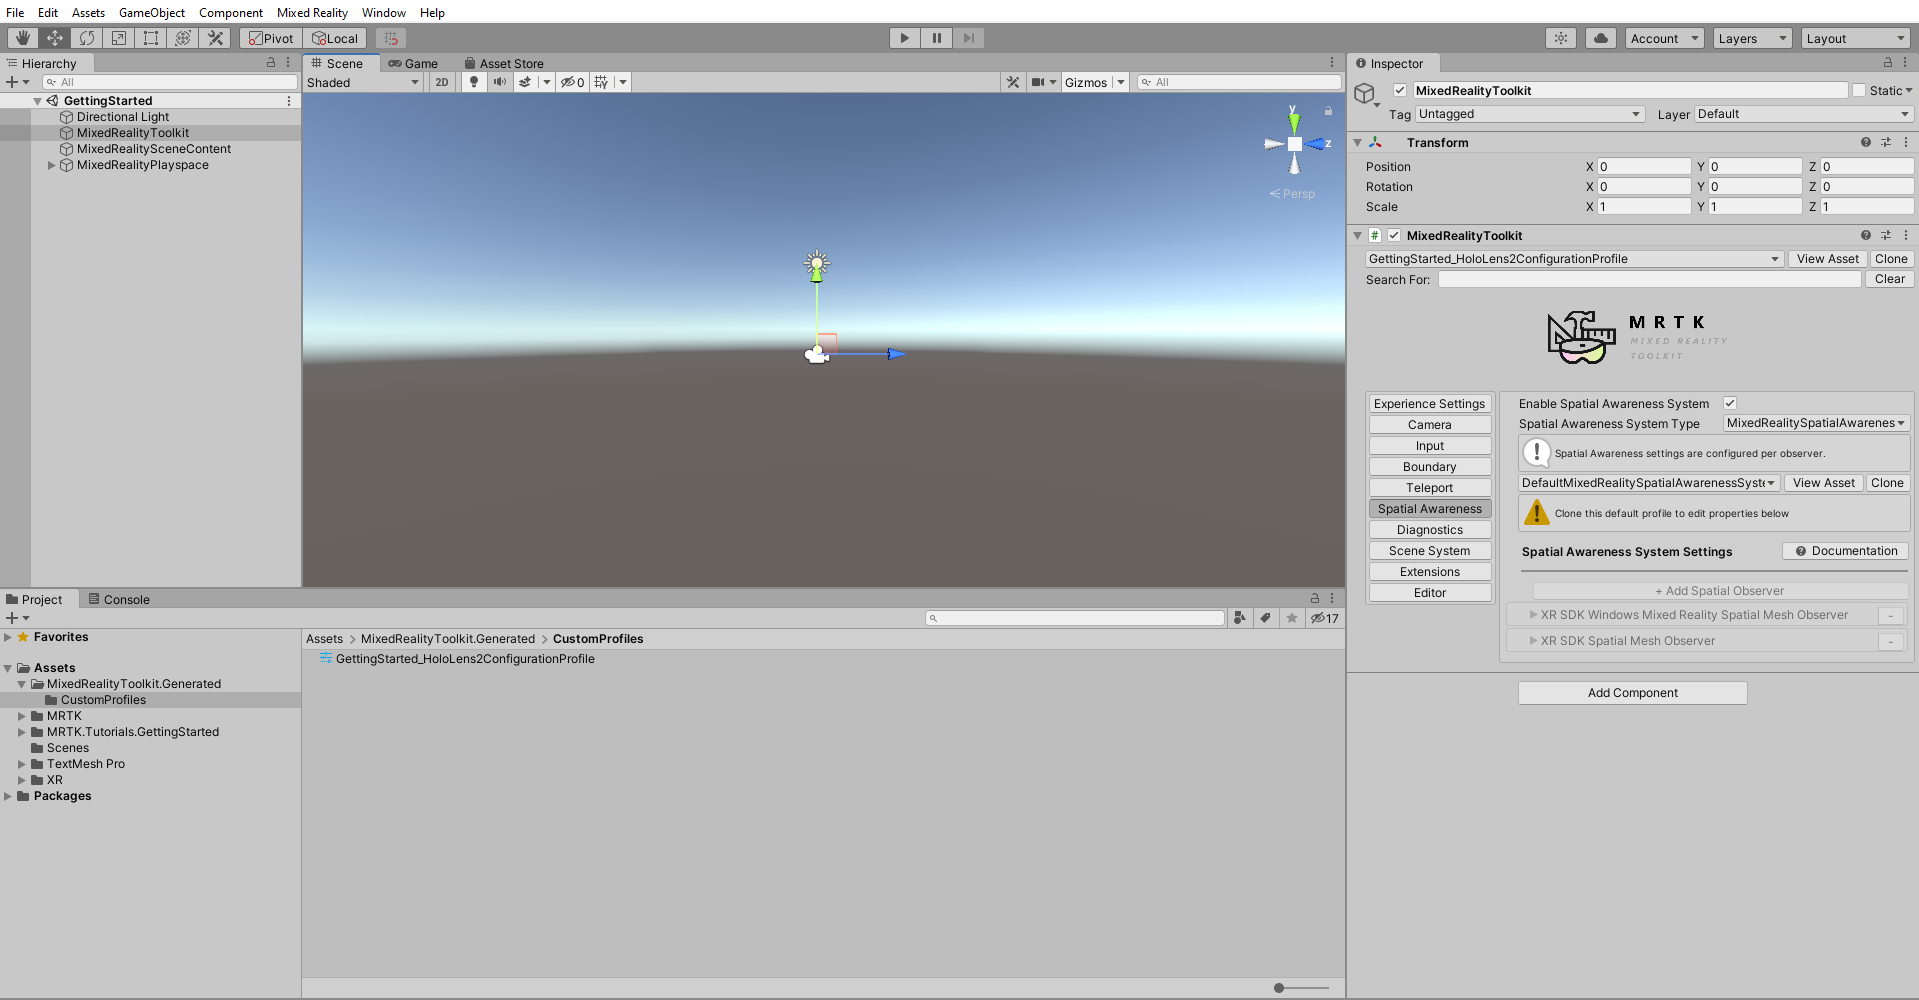 File Edit Assets GameObject Component Mixed Reality Window Help
Pivot Local Account Layers Layout
Hierarchy
All
GettingStarted
Directional Light
MixedRealityToolkit
MixedRealitySceneContent
MixedRealityPlayspace
Scene Game Asset Store
Shaded 2D 0 Gizmos All
y
z
Persp
Inspector
MixedRealityToolkit Static
Tag Untagged Layer Default
Transform
Position X 0 Y 0 Z 0
Rotation X 0 Y 0 Z 0
Scale X 1 Y 1 Z 1
# MixedRealityToolkit
GettingStarted_HoloLens2ConfigurationProfile View Asset Clone
Search For: Clear
MRTK
MIXED REALITY
TOOLKIT
Experience Settings
Camera
Input
Boundary
Teleport
Spatial Awareness
Diagnostics
Scene System
Extensions
Editor
Enable Spatial Awareness System
Spatial Awareness System Type MixedRealitySpatialAwarenes
Spatial Awareness settings are configured per observer.
DefaultMixedRealitySpatialAwarenessSyste View Asset Clone
Clone this default profile to edit properties below
Spatial Awareness System Settings Documentation
+ Add Spatial Observer
XR SDK Windows Mixed Reality Spatial Mesh Observer -
XR SDK Spatial Mesh Observer -
Add Component
Project Console
17
Favorites
Assets
MixedRealityToolkit.Generated
CustomProfiles
MRTK
MRTK.Tutorials.GettingStarted
Scenes
TextMesh Pro
XR
Packages
Assets > MixedRealityToolkit.Generated > CustomProfiles
GettingStarted_HoloLens2ConfigurationProfile